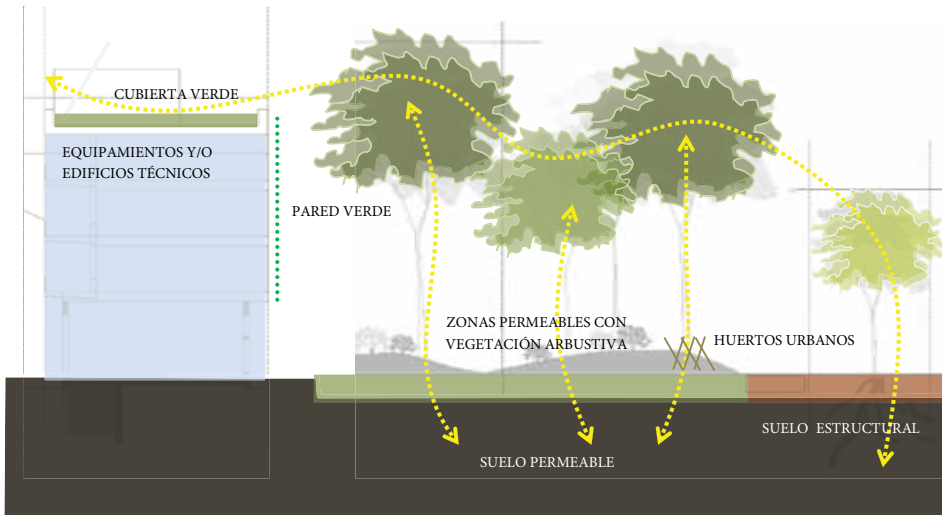 CUBIERTA VERDE
EQUIPAMIENTOS Y/O
EDIFICIOS TÉCNICOS
PARED VERDE
ZONAS PERMEABLES CON
VEGETACIÓN ARBUSTIVA
HUERTOS URBANOS
SUELO ESTRUCTURAL
SUELO PERMEABLE